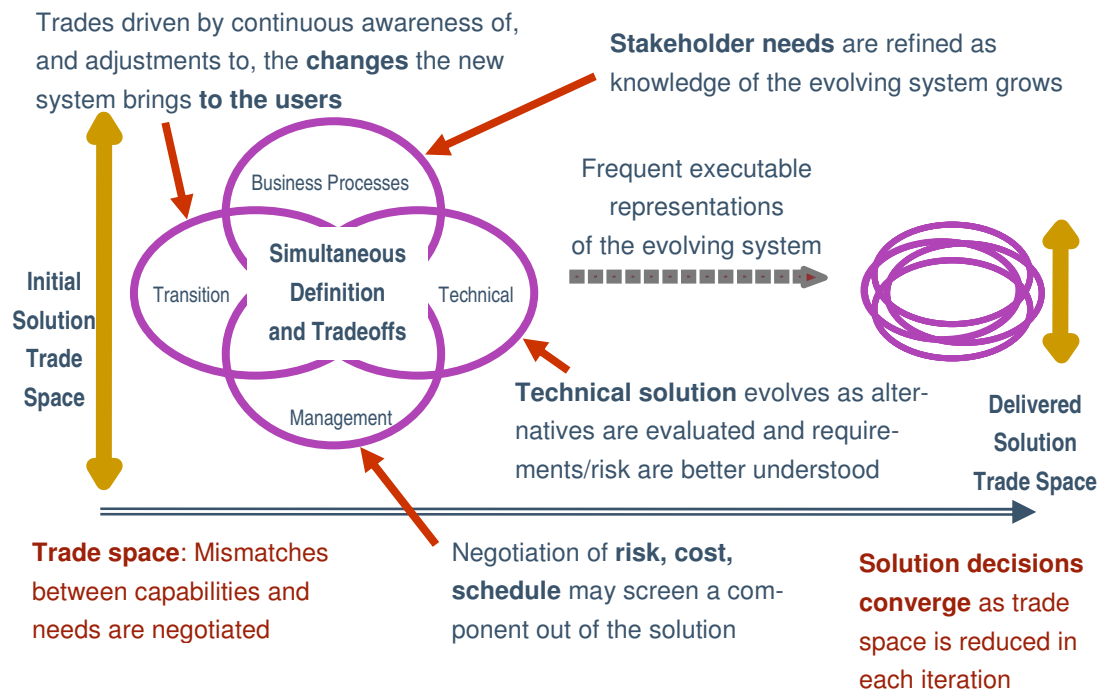 Trades driven by continuous awareness of,
and adjustments to, the changes the new
system brings to the users
Stakeholder needs are refined as
knowledge of the evolving system grows
Business Processes
Frequent executable
representations
of the evolving system
Initial
Solution
Trade
Space
Transition
Simultaneous
Definition
and Tradeoffs
Technical
Management
Technical solution evolves as alter-
natives are evaluated and require-
ments/risk are better understood
Delivered
Solution
Trade Space
Trade space: Mismatches
between capabilities and
needs are negotiated
Negotiation of risk, cost,
schedule may screen a com-
ponent out of the solution
Solution decisions
converge as trade
space is reduced in
each iteration